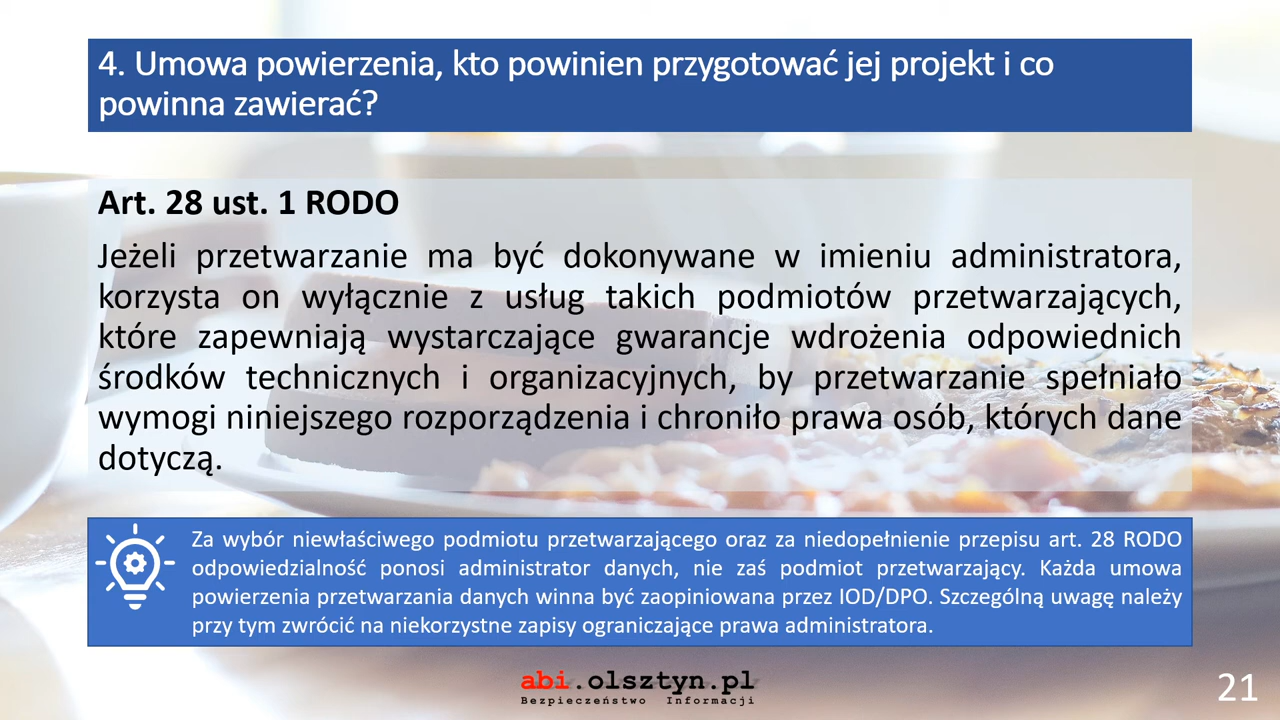 4. Umowa powierzenia, kto powinien przygotować jej projekt i co
powinna zawierać?
Art. 28 ust. 1 RODO
Jeżeli przetwarzanie ma być dokonywane w imieniu administratora,
korzysta on wyłącznie z usług takich podmiotów przetwarzających,
które zapewniają wystarczające gwarancje wdrożenia odpowiednich
środków technicznych i organizacyjnych, by przetwarzanie spełniało
wymogi niniejszego rozporządzenia i chroniło prawa osób, których dane
dotyczą.
Za wybór niewłaściwego podmiotu przetwarzającego oraz za niedopełnienie przepisu art. 28 RODO
odpowiedzialność ponosi administrator danych, nie zaś podmiot przetwarzający. Każda umowa
powierzenia przetwarzania danych winna być zaopiniowana przez IOD/DPO. Szczególną uwagę należy
przy tym zwrócić na niekorzystne zapisy ograniczające prawa administratora.
abi.olsztyn.pl
Bezpieczeństwo Informacji
21